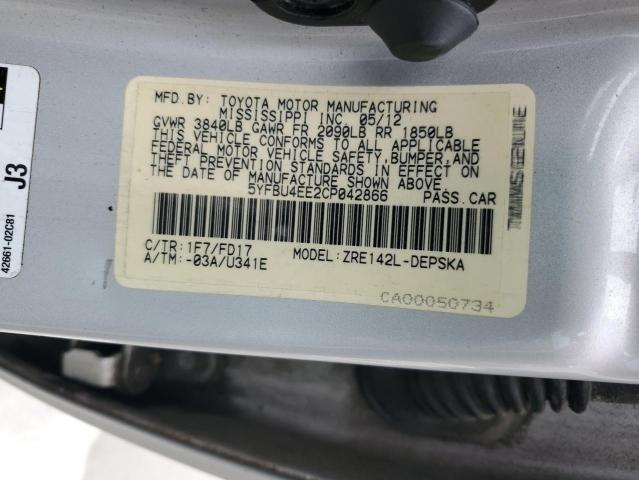 MFD.BY: TOYOTA MOTOR MANUFACTURING
MISSISSIPPI INC. 05/12
GVWR 3840LB GAWR FR 2090LB RR 1850LB
THIS VEHICLE CONFORMS TO ALL APPLICABLE
FEDERAL MOTOR VEHICLE SAFETY, BUMPER, AND
THEFT PREVENTION STANDARDS IN EFFECT ON
THE DATE OF MANUFACTURE SHOWN ABOVE.
5YFBU4EE2CP042866 PASS.CAR
C/TR:1F7/FD17 MODEL:ZRE142L-DEPSKA
A/TM:-03A/U341E
CA00050734
J3
42661-02C81